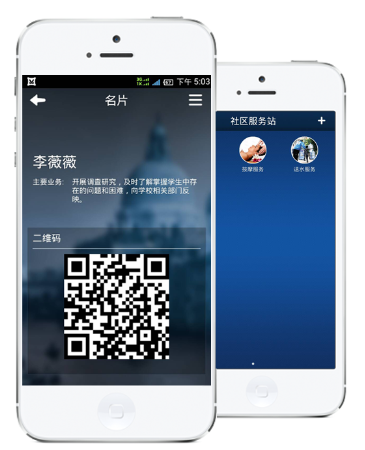 下午 5:03
名片
李薇薇
主要业务: 开展调查研究，及时了解掌握学生中存
在的问题和困难，向学校相关部门反
映。
二维码
社区服务站
+
按摩服务 送水服务